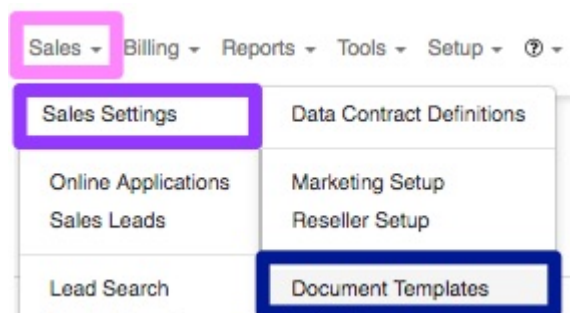 Sales Billing Reports Tools Setup ?
Sales Settings
Online Applications
Sales Leads
Lead Search
Data Contract Definitions
Marketing Setup
Reseller Setup
Document Templates